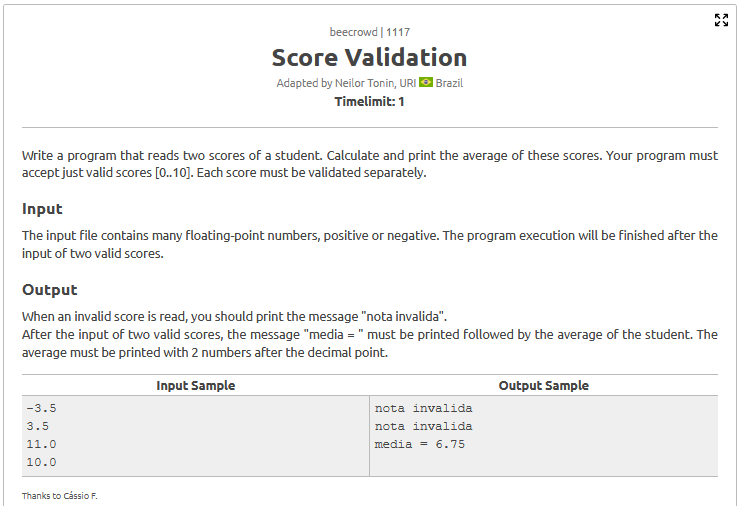 beecrowd | 1117
Score Validation
Adapted by Neilor Tonin, URI Brazil
Timelimit: 1
Write a program that reads two scores of a student. Calculate and print the average of these scores. Your program must
accept just valid scores [0..10]. Each score must be validated separately.
Input
The input file contains many floating-point numbers, positive or negative. The program execution will be finished after the
input of two valid scores.
Output
When an invalid score is read, you should print the message "nota invalida".
After the input of two valid scores, the message "media = " must be printed followed by the average of the student. The
average must be printed with 2 numbers after the decimal point.
Input Sample
Output Sample
-3.5
3.5
11.0
10.0
nota invalida
nota invalida
media = 6.75
Thanks to Cássio F.